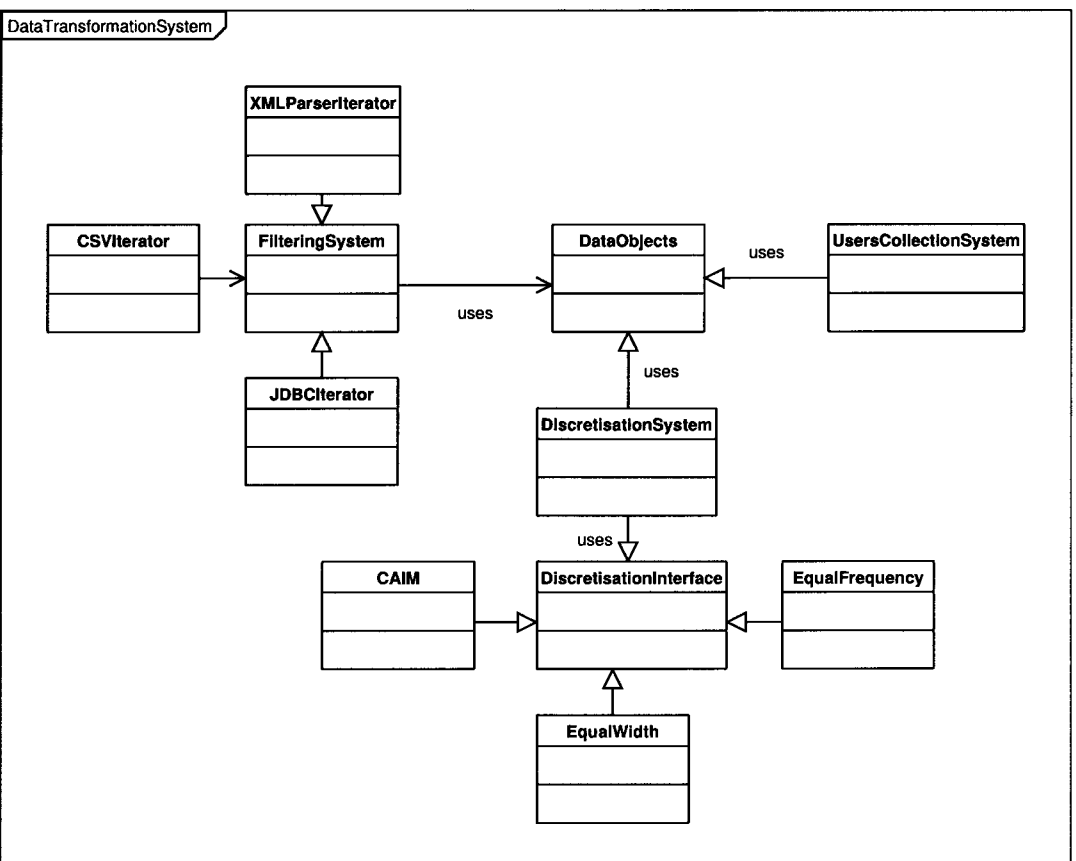 DataTransformationSystem
XMLParserIterator
CSVIterator
FilteringSystem
DataObjects
UsersCollectionSystem
uses
uses
uses
JDBCIterator
DiscretisationSystem
uses
CAIM
DiscretisationInterface
EqualFrequency
EqualWidth